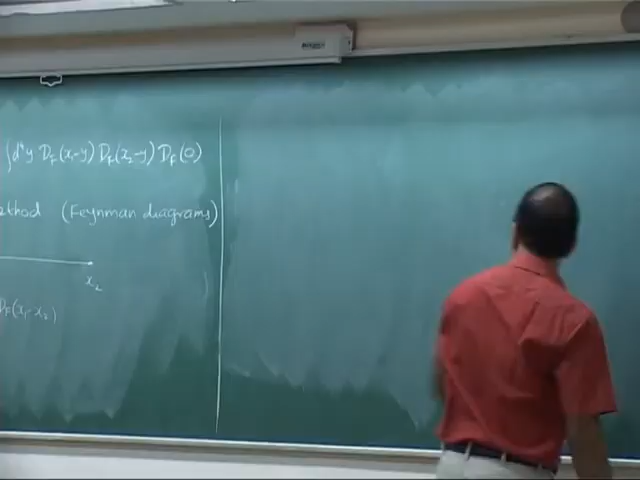 ∫d⁴y D_F(x₁-y) D_F(x₂-y) D_F(0)
ethod (Feynman diagrams)
x₂
D_F(x₁-x₂)